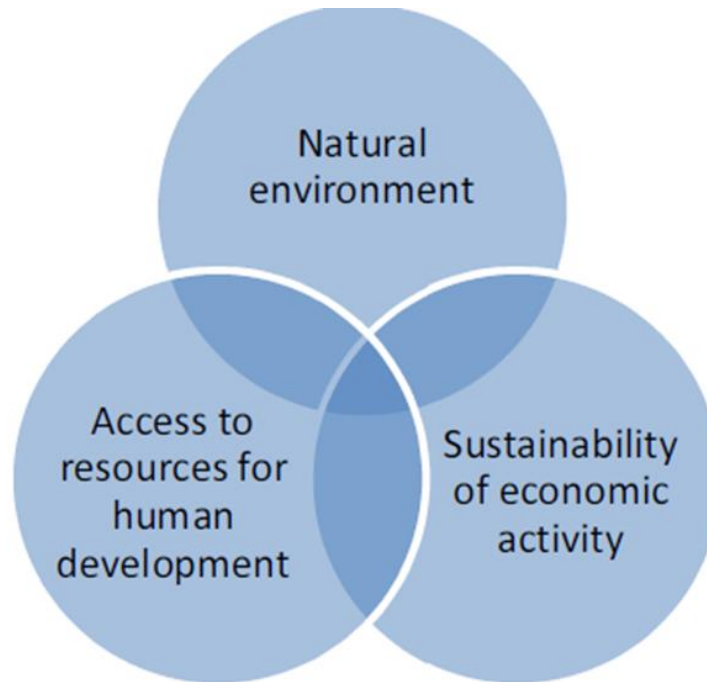 Natural
environment
Access to
resources for
human
development
Sustainability
of economic
activity